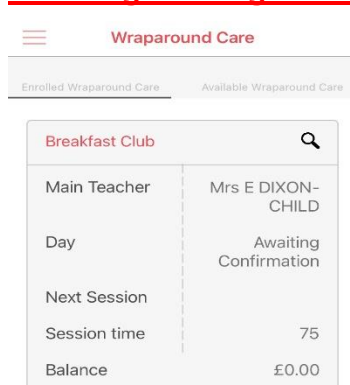 Wraparound Care
Enrolled Wraparound Care Available Wraparound Care
Breakfast Club
Main Teacher Mrs E DIXON-
CHILD
Day Awaiting
Confirmation
Next Session
Session time 75
Balance £0.00